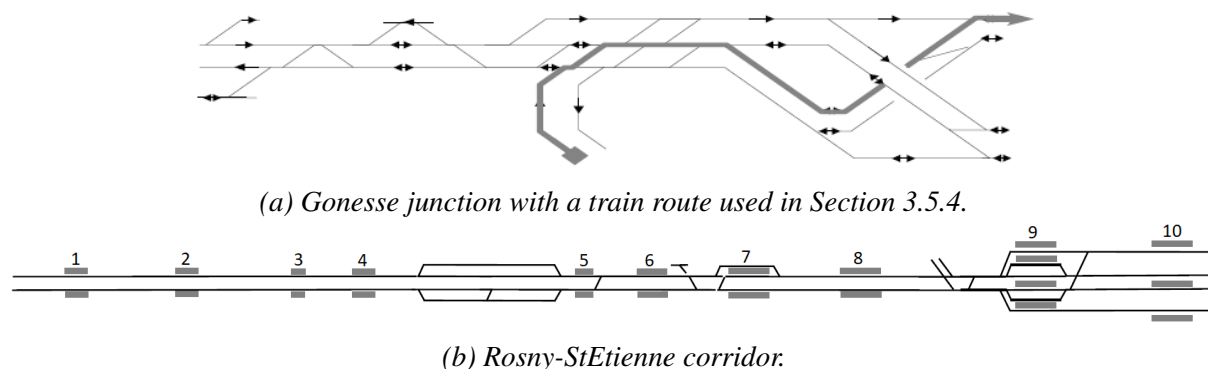 (a) Gonesse junction with a train route used in Section 3.5.4.
1 2 3 4 5 6 7 8 9 10
(b) Rosny-StEtienne corridor.